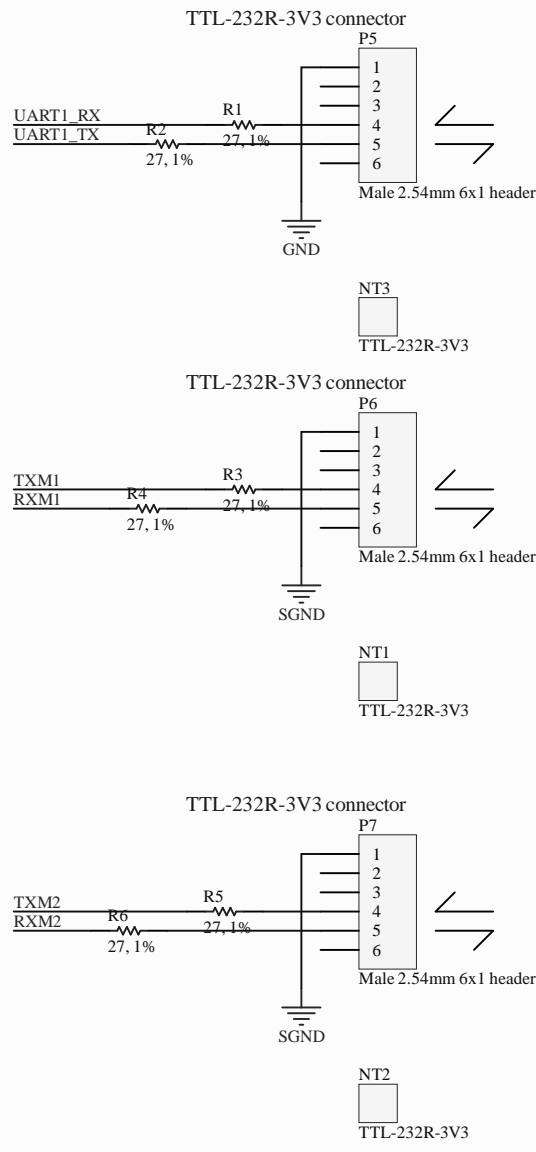 TTL-232R-3V3 connector
P5
1
2
3
UART1_RX
R1
4
UART1_TX
R2
27, 1%
5
27, 1%
6
Male 2.54mm 6x1 header
GND
NT3
TTL-232R-3V3
TTL-232R-3V3 connector
P6
1
2
3
TXM1
R3
4
RXM1
R4
27, 1%
5
27, 1%
6
Male 2.54mm 6x1 header
SGND
NT1
TTL-232R-3V3
TTL-232R-3V3 connector
P7
1
2
3
TXM2
R5
4
RXM2
R6
27, 1%
5
27, 1%
6
Male 2.54mm 6x1 header
SGND
NT2
TTL-232R-3V3